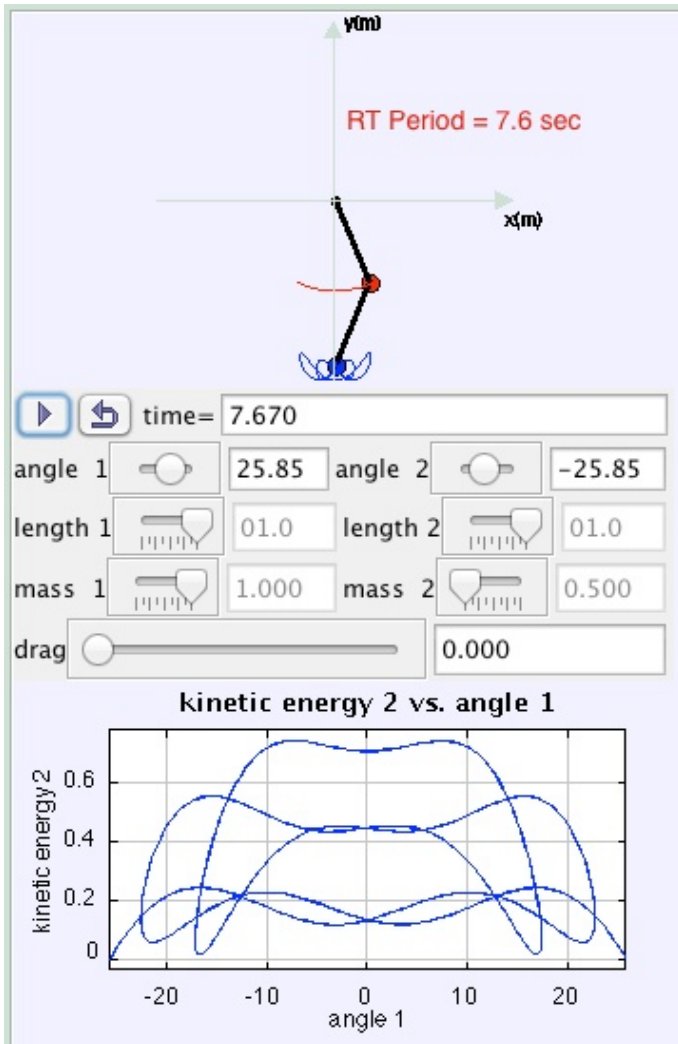 y(m)
RT Period = 7.6 sec
x(m)
time= 7.670
angle 1 25.85 angle 2 -25.85
length 1 01.0 length 2 01.0
mass 1 1.000 mass 2 0.500
drag 0.000
kinetic energy 2 vs. angle 1
kinetic energy 2
0.6
0.4
0.2
0
-20 -10 0 10 20
angle 1